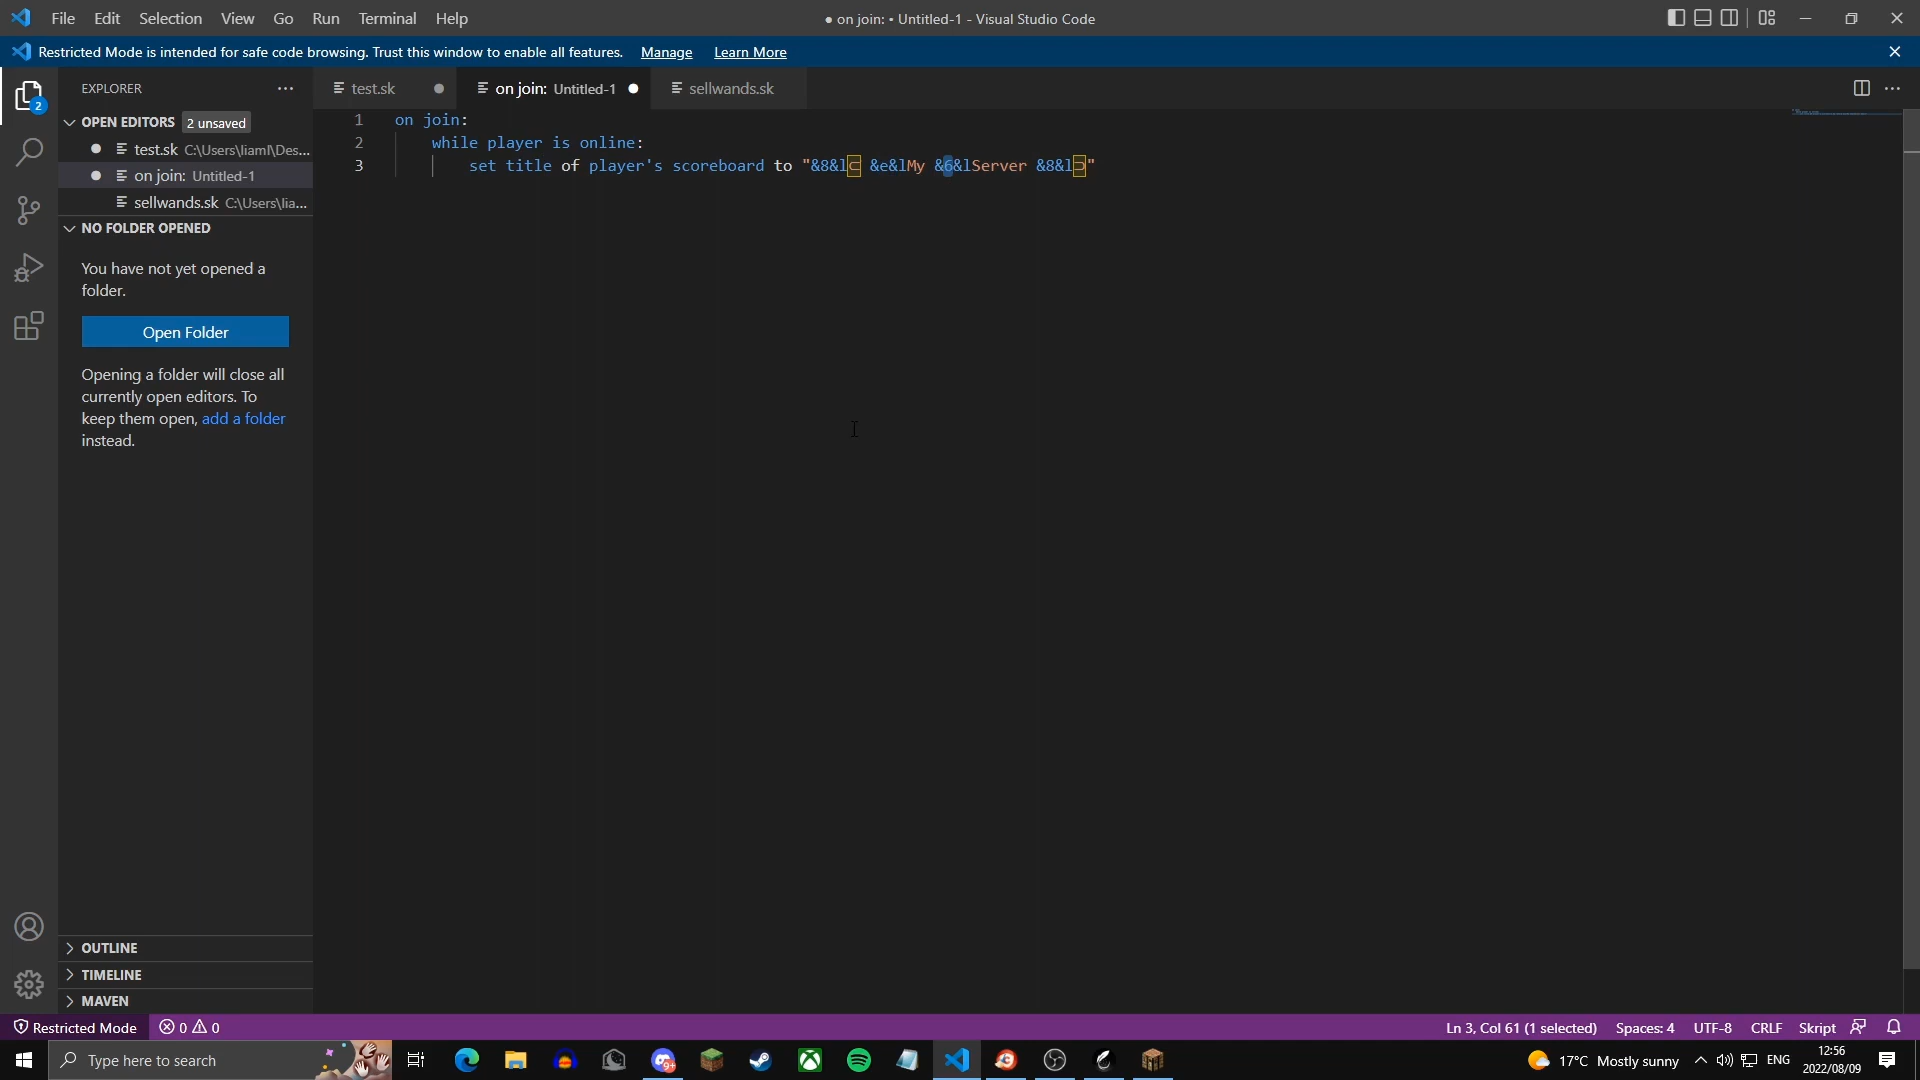 File Edit Selection View Go Run Terminal Help
● on join: • Untitled-1 - Visual Studio Code
Restricted Mode is intended for safe code browsing. Trust this window to enable all features. Manage Learn More
EXPLORER
test.sk
on join: Untitled-1
sellwands.sk
OPEN EDITORS 2 unsaved
test.sk C:\Users\liaml\Des...
on join: Untitled-1
sellwands.sk C:\Users\lia...
NO FOLDER OPENED
You have not yet opened a
folder.
Open Folder
Opening a folder will close all
currently open editors. To
keep them open, add a folder
instead.
1 on join:
2 while player is online:
3 set title of player's scoreboard to "&8&l⊂ &e&lMy &6&lServer &8&l⊃"
2
OUTLINE
TIMELINE
MAVEN
Restricted Mode 0 0
Ln 3, Col 61 (1 selected) Spaces: 4 UTF-8 CRLF Skript
Type here to search
9+
17°C Mostly sunny
ENG
12:56
2022/08/09